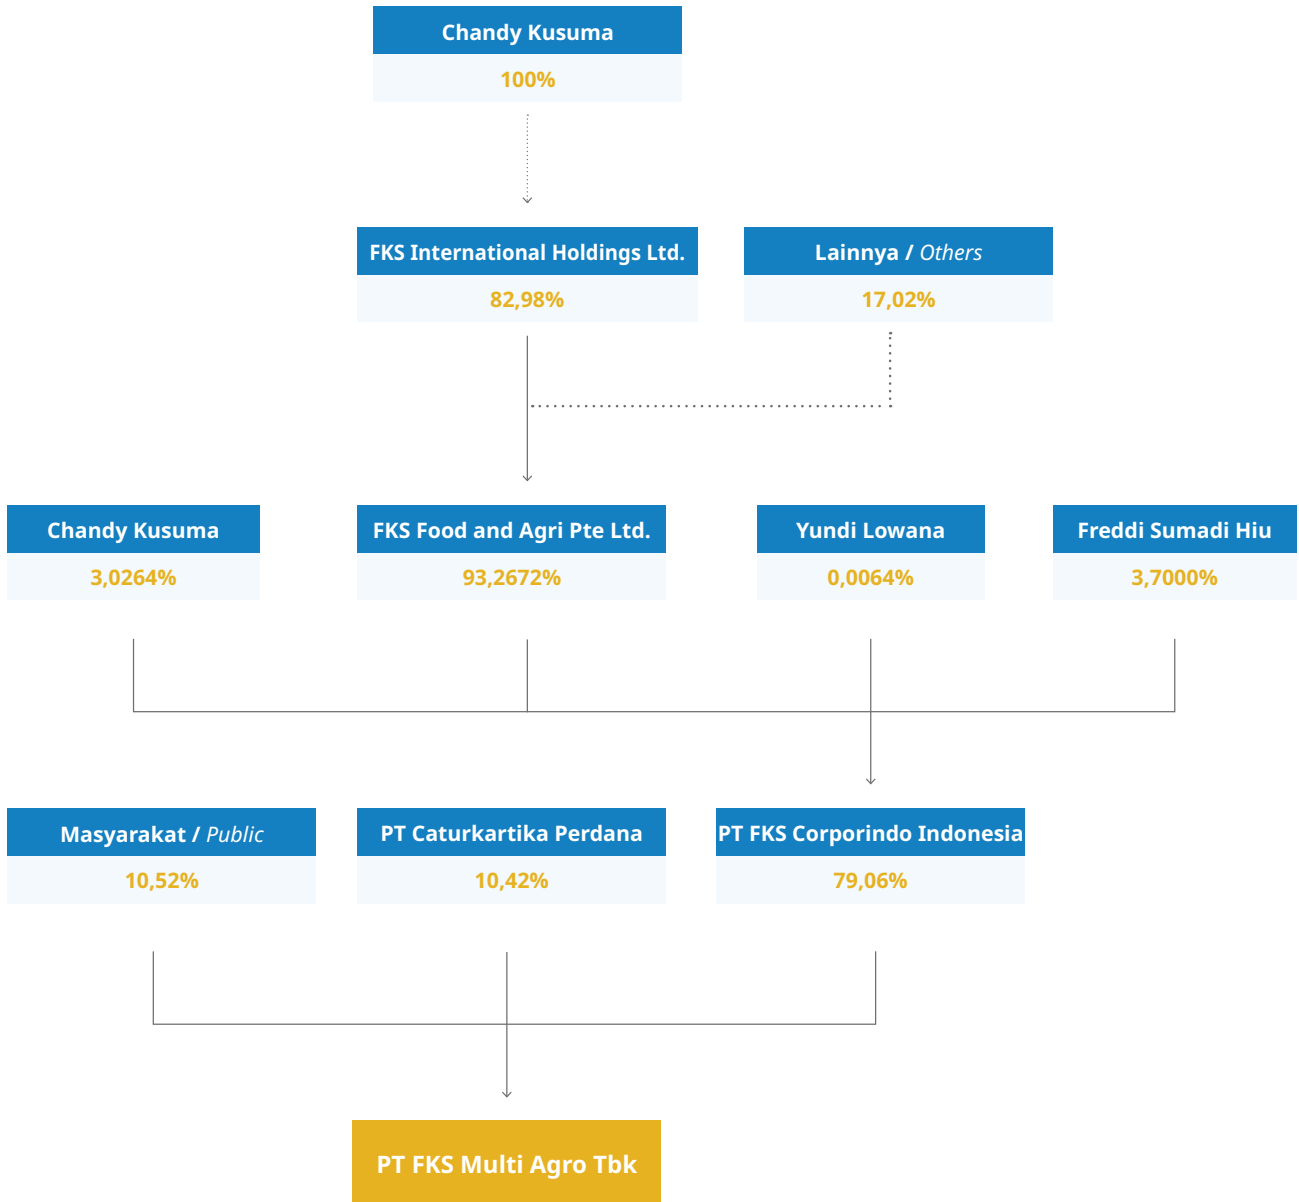 Chandy Kusuma
100%
FKS International Holdings Ltd.
82,98%
Lainnya / Others
17,02%
Chandy Kusuma
3,0264%
FKS Food and Agri Pte Ltd.
93,2672%
Yundi Lowana
0,0064%
Freddi Sumadi Hiu
3,7000%
Masyarakat / Public
10,52%
PT Caturkartika Perdana
10,42%
PT FKS Corporindo Indonesia
79,06%
PT FKS Multi Agro Tbk